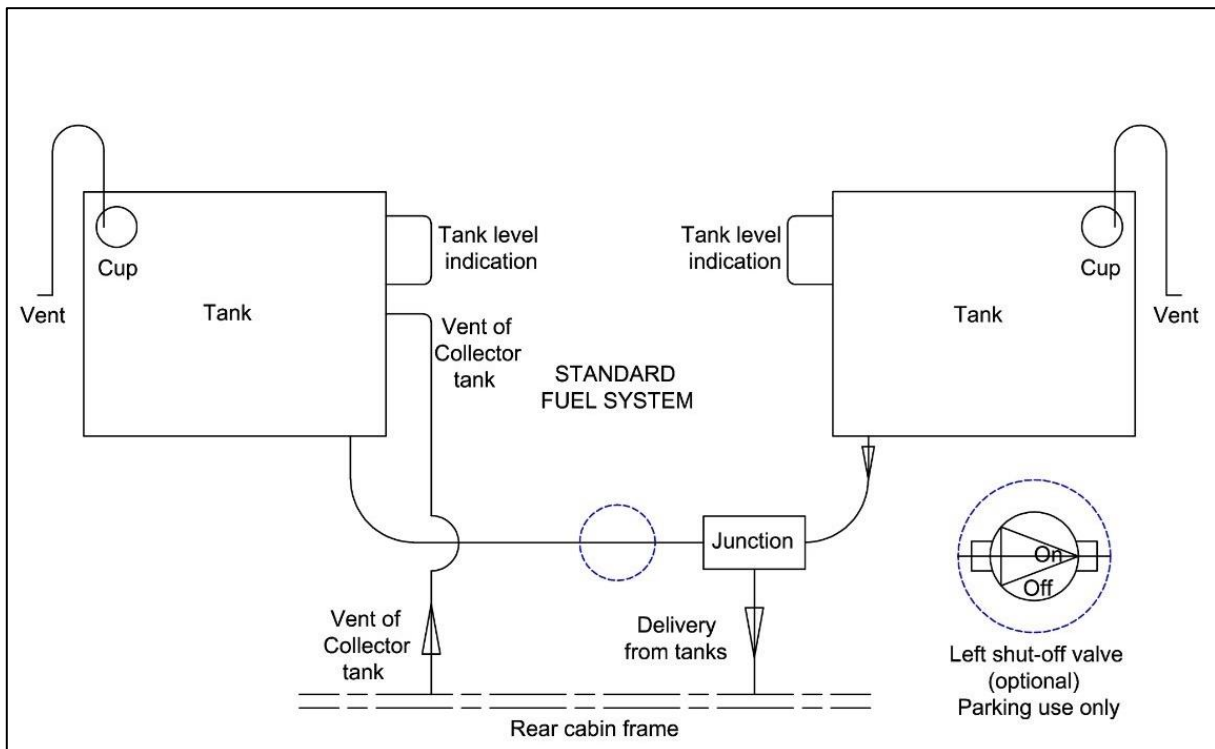 Cup
Vent
Tank
Tank level
indication
Vent of
Collector
tank
STANDARD
FUEL SYSTEM
Tank level
indication
Tank
Cup
Vent
Junction
On
Off
Vent of
Collector
tank
Delivery
from tanks
Left shut-off valve
(optional)
Parking use only
Rear cabin frame